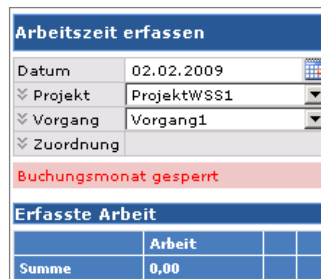 Arbeitszeit erfassen
Datum 02.02.2009
Projekt ProjektWSS1
Vorgang Vorgang1
Zuordnung
Buchungsmonat gesperrt
Erfasste Arbeit
Arbeit
Summe 0,00